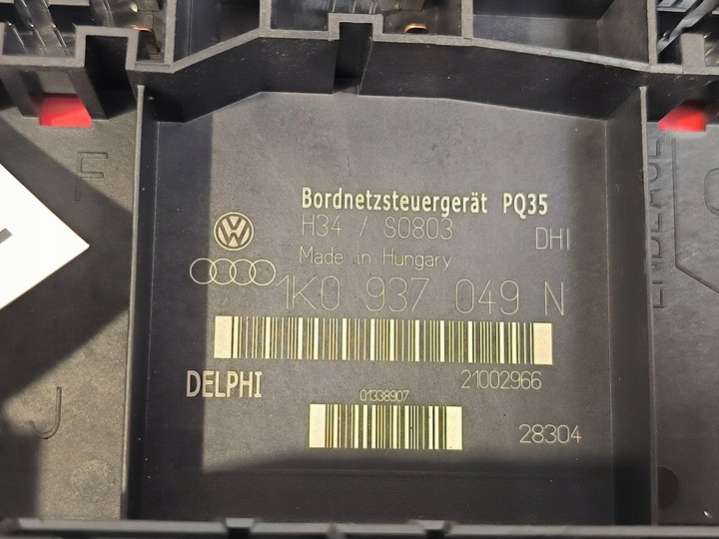 Bordnetzsteuergerät PQ35
H34 / S0803 DHI
Made in Hungary
1K0 937 049 N
DELPHI 21002966
01338907
28304
F
J